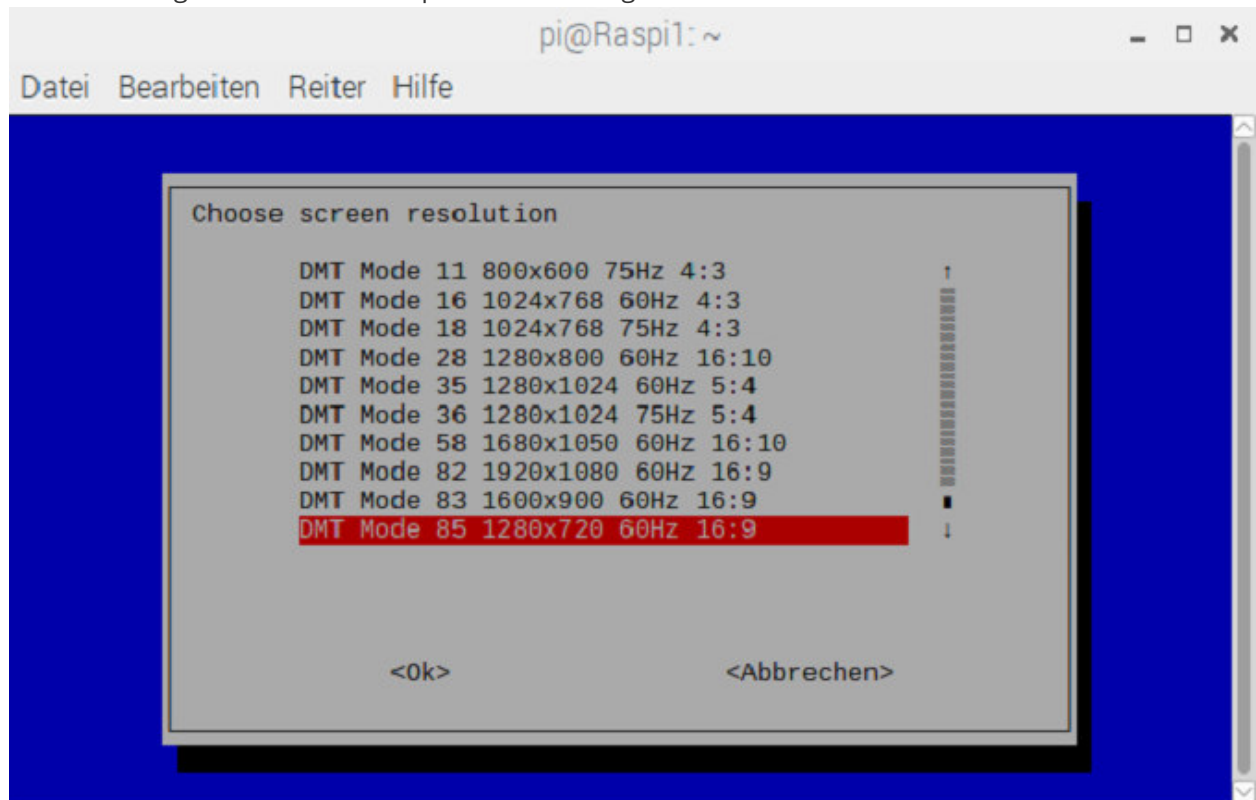 pi@Raspi1: ~
Datei Bearbeiten Reiter Hilfe
Choose screen resolution
DMT Mode 11 800x600 75Hz 4:3
DMT Mode 16 1024x768 60Hz 4:3
DMT Mode 18 1024x768 75Hz 4:3
DMT Mode 28 1280x800 60Hz 16:10
DMT Mode 35 1280x1024 60Hz 5:4
DMT Mode 36 1280x1024 75Hz 5:4
DMT Mode 58 1680x1050 60Hz 16:10
DMT Mode 82 1920x1080 60Hz 16:9
DMT Mode 83 1600x900 60Hz 16:9
DMT Mode 85 1280x720 60Hz 16:9
<Ok> <Abbrechen>